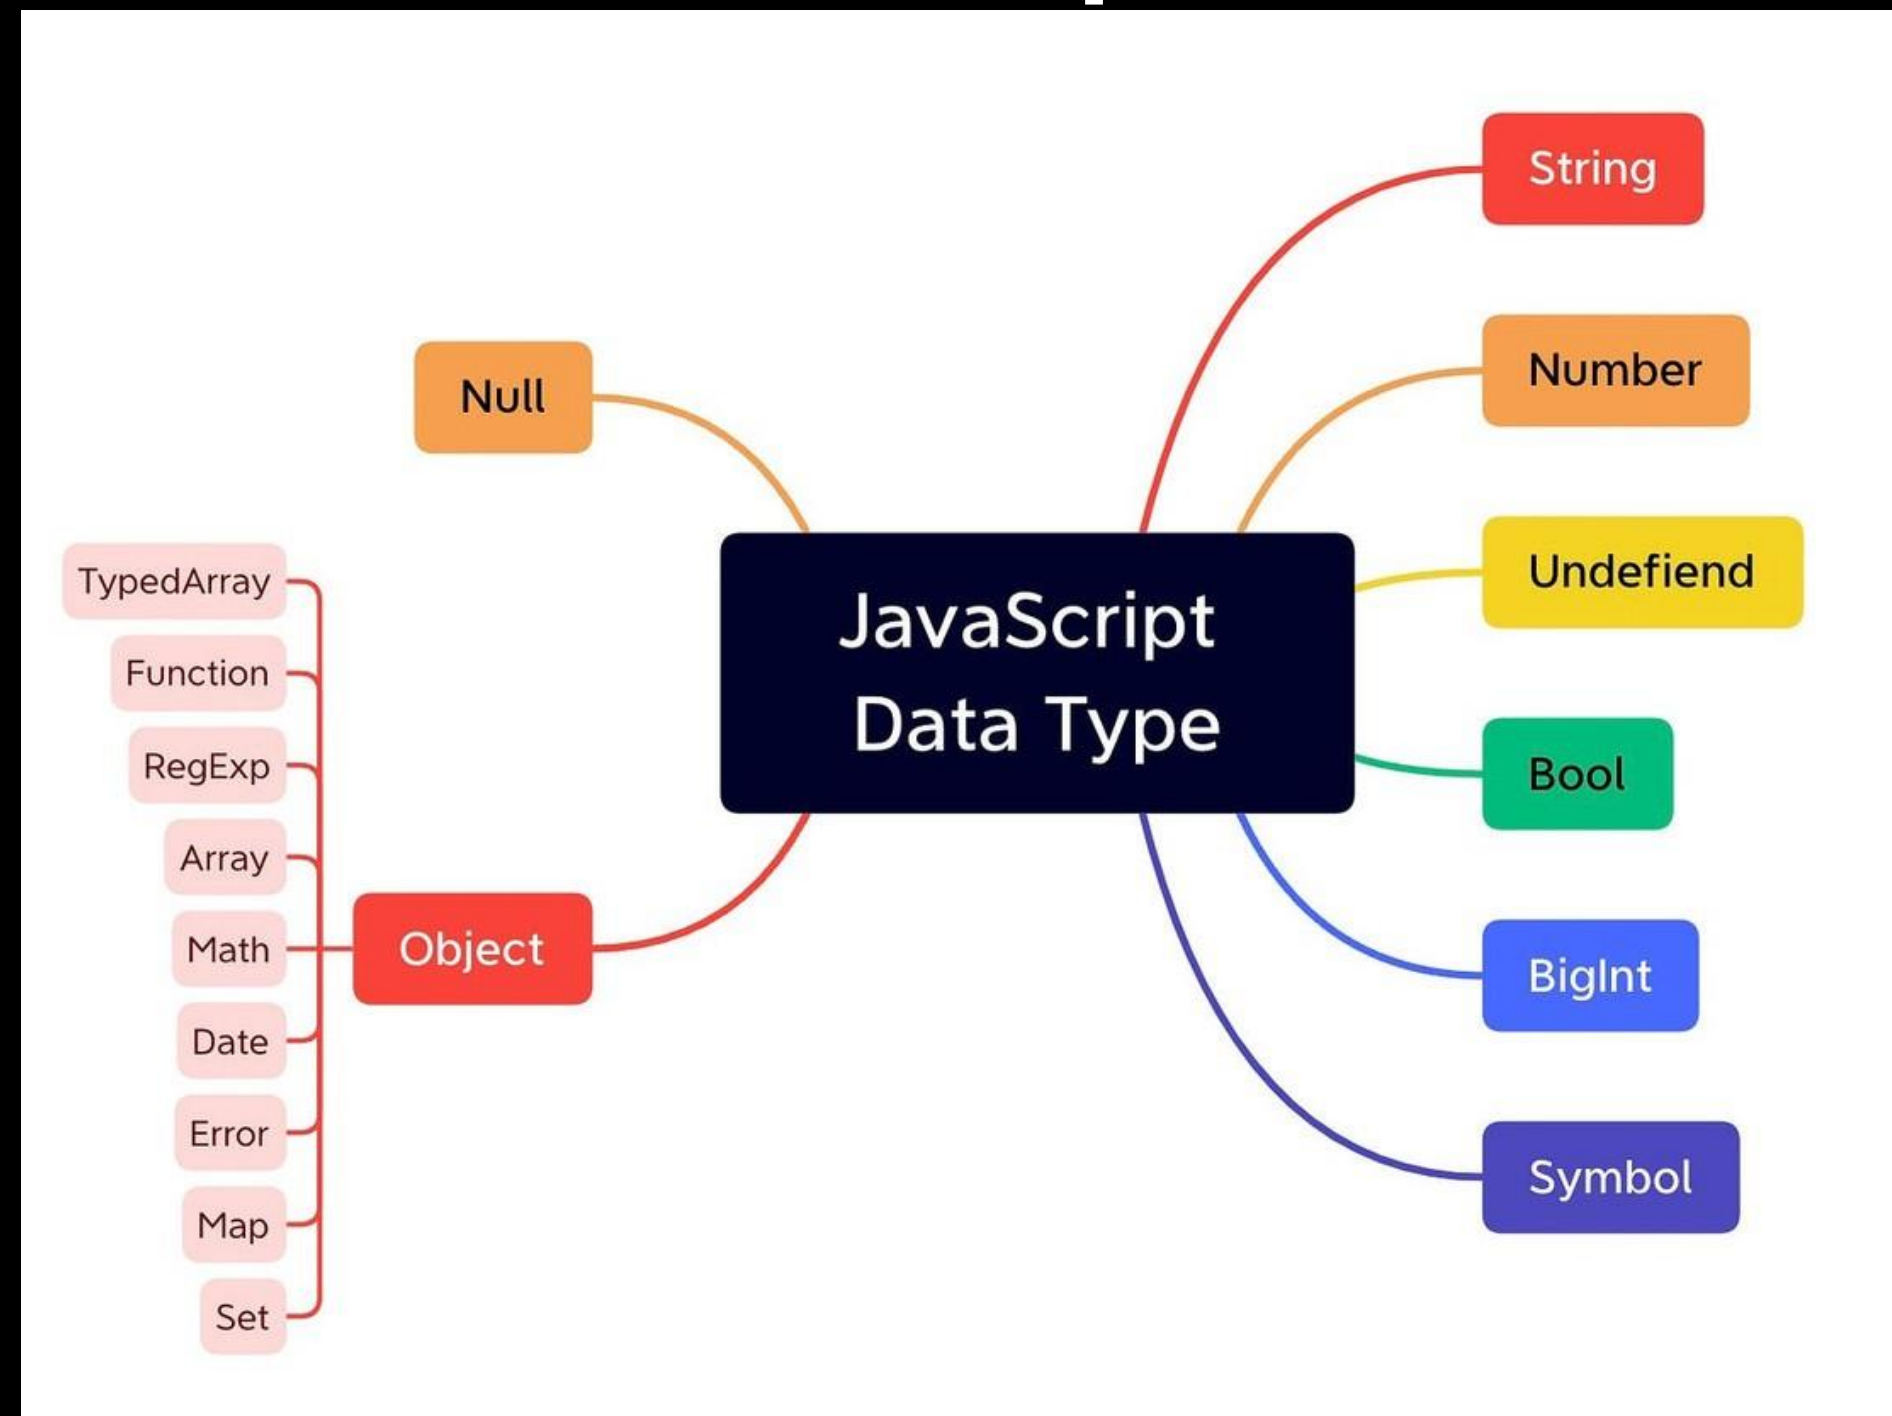 String
Number
Null
Undefiend
JavaScript
Data Type
TypedArray
Function
RegExp
Bool
Array
Math
Object
BigInt
Date
Error
Symbol
Map
Set